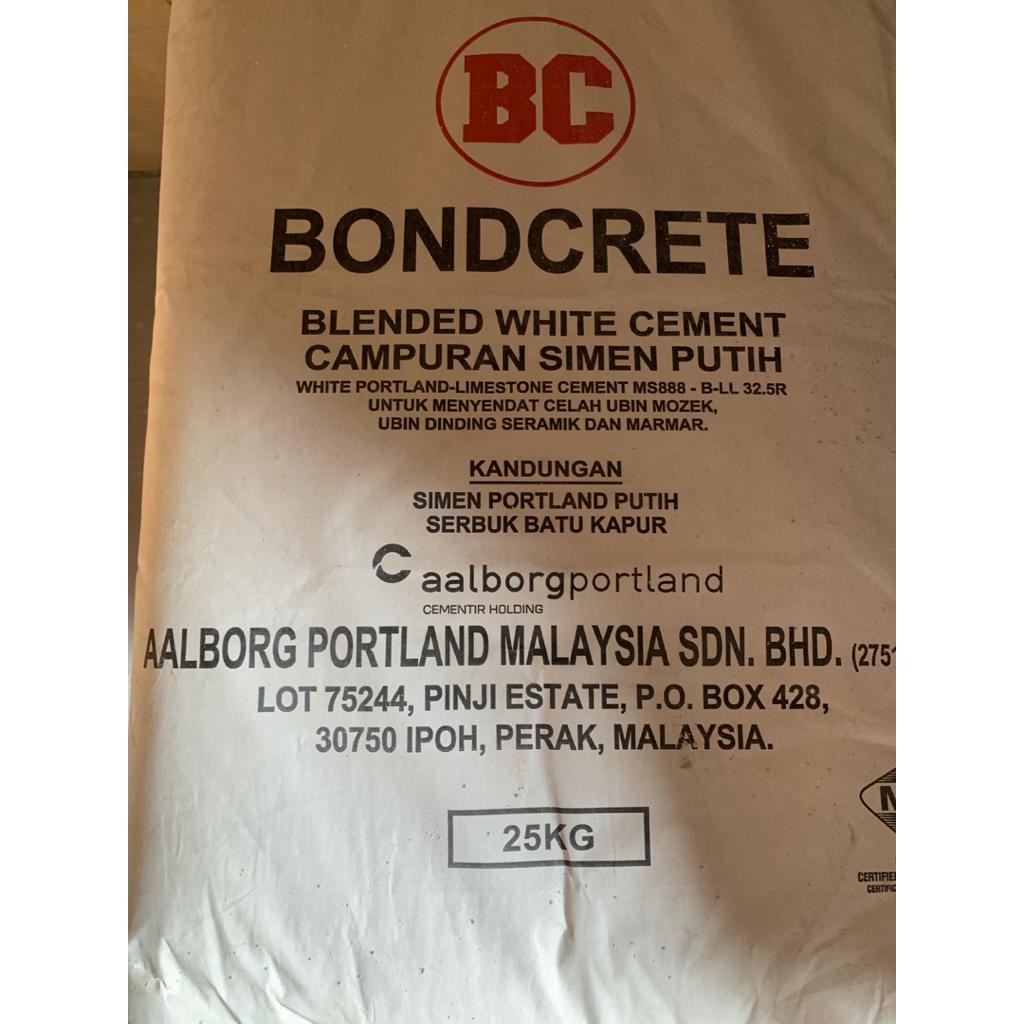 BC
BONDCRETE
BLENDED WHITE CEMENT
CAMPURAN SIMEN PUTIH
WHITE PORTLAND-LIMESTONE CEMENT MS888 - B-LL 32.5R
UNTUK MENYENDAT CELAH UBIN MOZEK,
UBIN DINDING SERAMIK DAN MARMAR.
KANDUNGAN
SIMEN PORTLAND PUTIH
SERBUK BATU KAPUR
aalborgportland
CEMENTIR HOLDING
AALBORG PORTLAND MALAYSIA SDN. BHD.
LOT 75244, PINJI ESTATE, P.O. BOX 428,
30750 IPOH, PERAK, MALAYSIA.
25KG